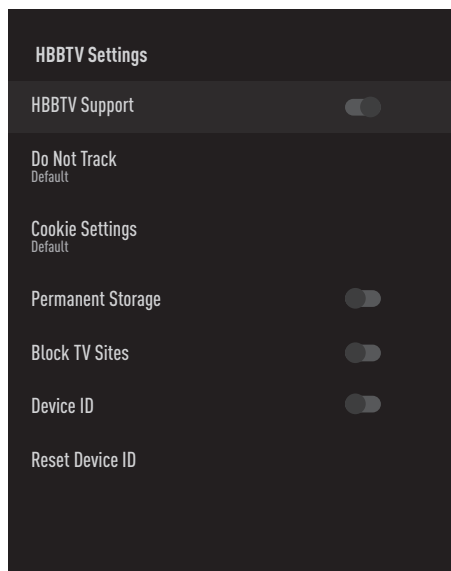 HBBTV Settings
HBBTV Support
Do Not Track
Default
Cookie Settings
Default
Permanent Storage
Block TV Sites
Device ID
Reset Device ID